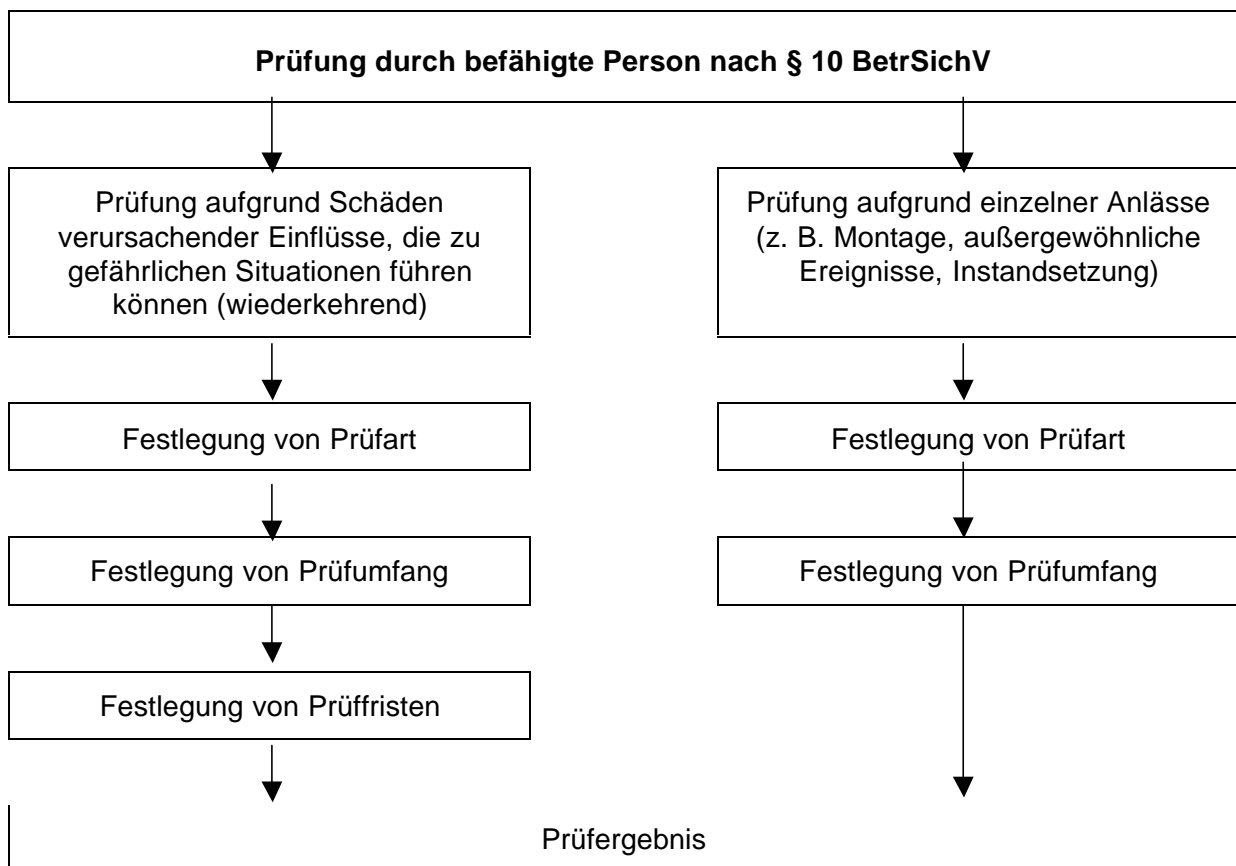 Prüfung durch befähigte Person nach § 10 BetrSichV
Prüfung aufgrund Schäden
verursachender Einflüsse, die zu
gefährlichen Situationen führen
können (wiederkehrend)
Prüfung aufgrund einzelner Anlässe
(z. B. Montage, außergewöhnliche
Ereignisse, Instandsetzung)
Festlegung von Prüfart
Festlegung von Prüfart
Festlegung von Prüfumfang
Festlegung von Prüfumfang
Festlegung von Prüffristen
Prüfergebnis